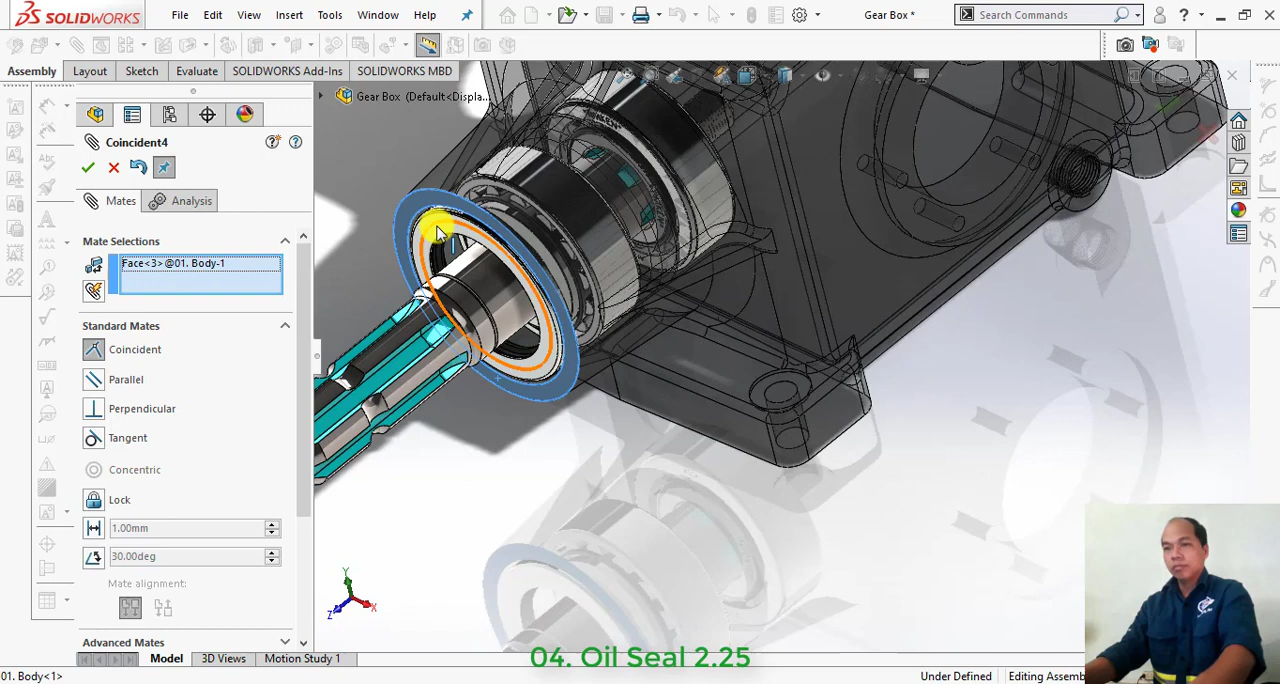 SOLIDWORKS
File Edit View Insert Tools Window Help
Gear Box *
Search Commands
Assembly Layout Sketch Evaluate SOLIDWORKS Add-Ins SOLIDWORKS MBD
Gear Box (Default<Displa...
Coincident4
Mates Analysis
Mate Selections
Face<3>@01. Body-1
Standard Mates
Coincident
Parallel
Perpendicular
Tangent
Concentric
Lock
1.00mm
30.00deg
Mate alignment:
Advanced Mates
Y
Z X
Model 3D Views Motion Study 1
04. Oil Seal 2.25
01. Body<1> Under Defined Editing Assemb